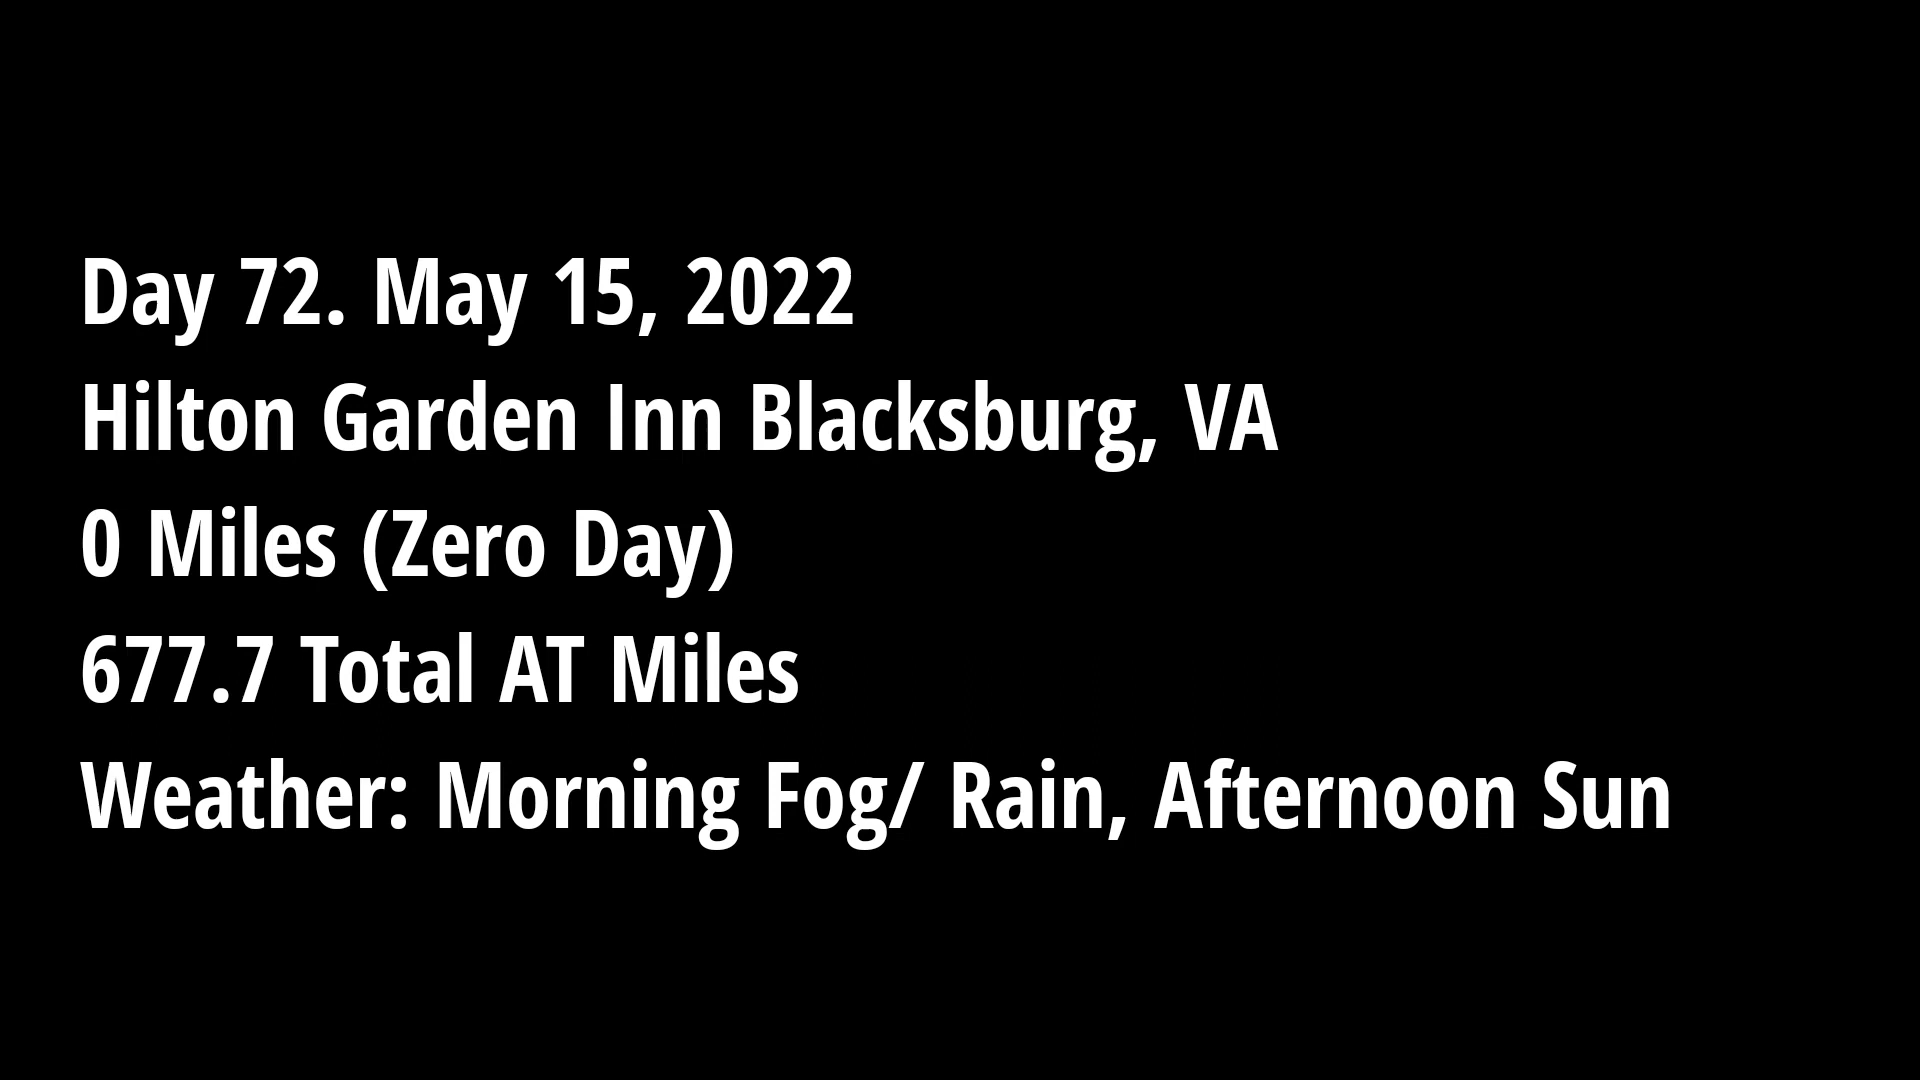 Day 72. May 15, 2022
Hilton Garden Inn Blacksburg, VA
0 Miles (Zero Day)
677.7 Total AT Miles
Weather: Morning Fog/ Rain, Afternoon Sun